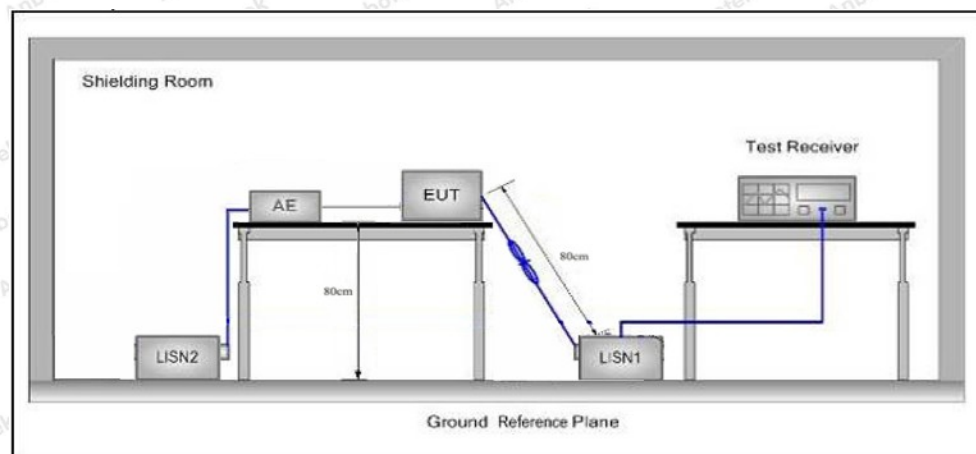 Shielding Room
Test Receiver
AE
EUT
80cm
80cm
LISN2
LISN1
Ground Reference Plane